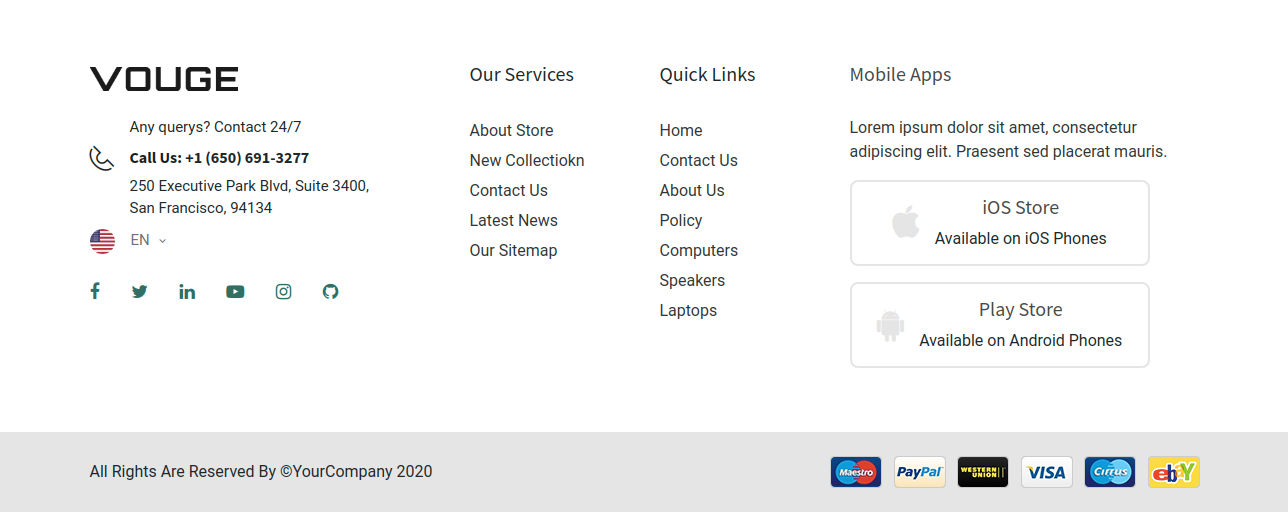 VOUGE
Any querys? Contact 24/7
Call Us: +1 (650) 691-3277
250 Executive Park Blvd, Suite 3400,
San Francisco, 94134
EN
Our Services
About Store
New Collectiokn
Contact Us
Latest News
Our Sitemap
Quick Links
Home
Contact Us
About Us
Policy
Computers
Speakers
Laptops
Mobile Apps
Lorem ipsum dolor sit amet, consectetur
adipiscing elit. Praesent sed placerat mauris.
iOS Store
Available on iOS Phones
Play Store
Available on Android Phones
All Rights Are Reserved By ©YourCompany 2020
Maestro
PayPal
WESTERN
UNION
VISA
Cirrus
ebaY